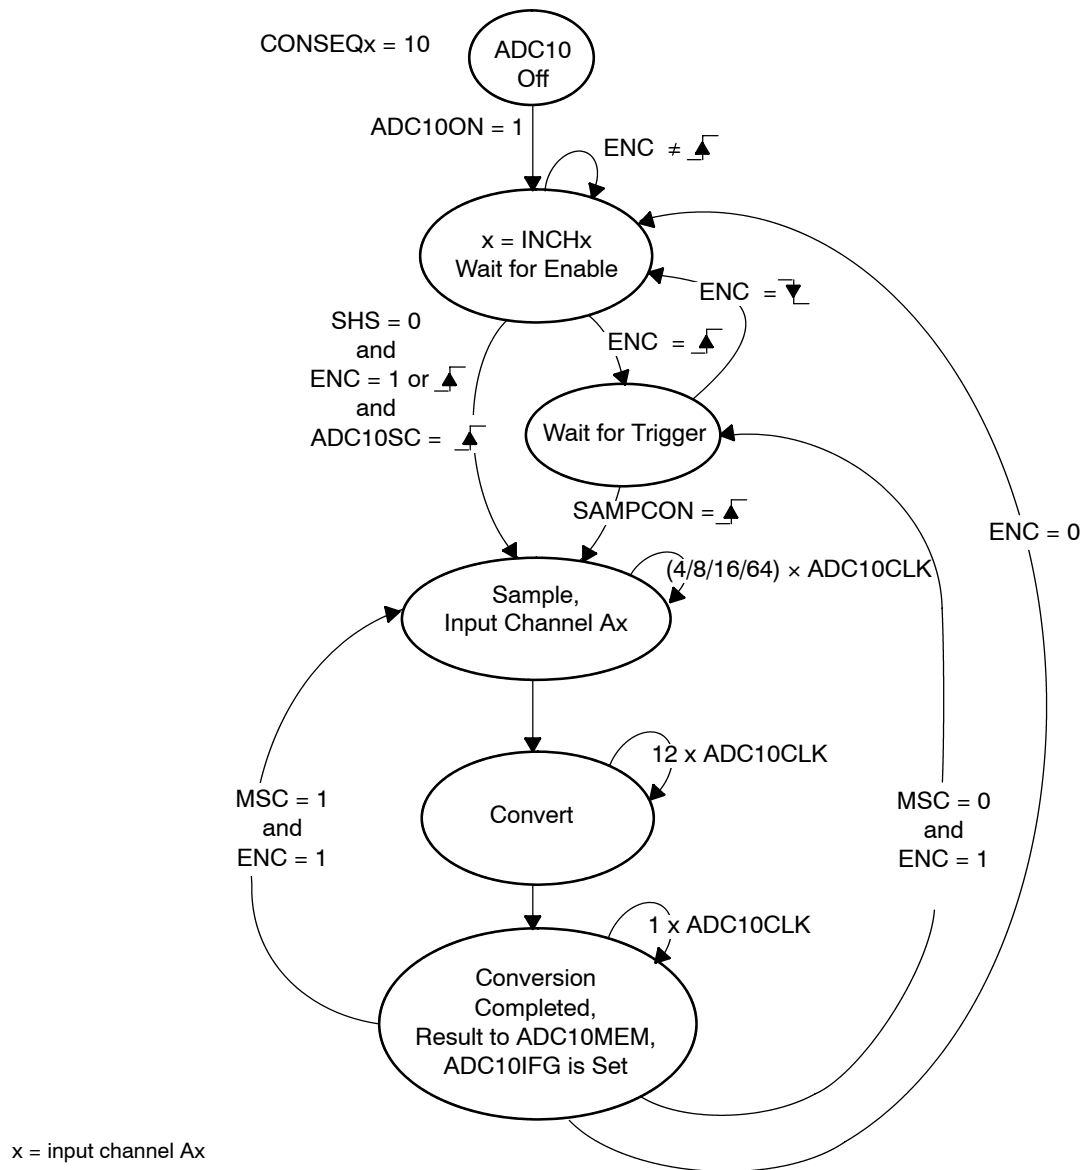 CONSEQx = 10
ADC10
Off
ADC10ON = 1
ENC ≠
x = INCHx
Wait for Enable
ENC =
SHS = 0
and
ENC = 1 or
and
ADC10SC =
ENC =
Wait for Trigger
SAMPCON =
ENC = 0
(4/8/16/64) × ADC10CLK
Sample,
Input Channel Ax
12 x ADC10CLK
Convert
MSC = 1
and
ENC = 1
MSC = 0
and
ENC = 1
1 x ADC10CLK
Conversion
Completed,
Result to ADC10MEM,
ADC10IFG is Set
x = input channel Ax